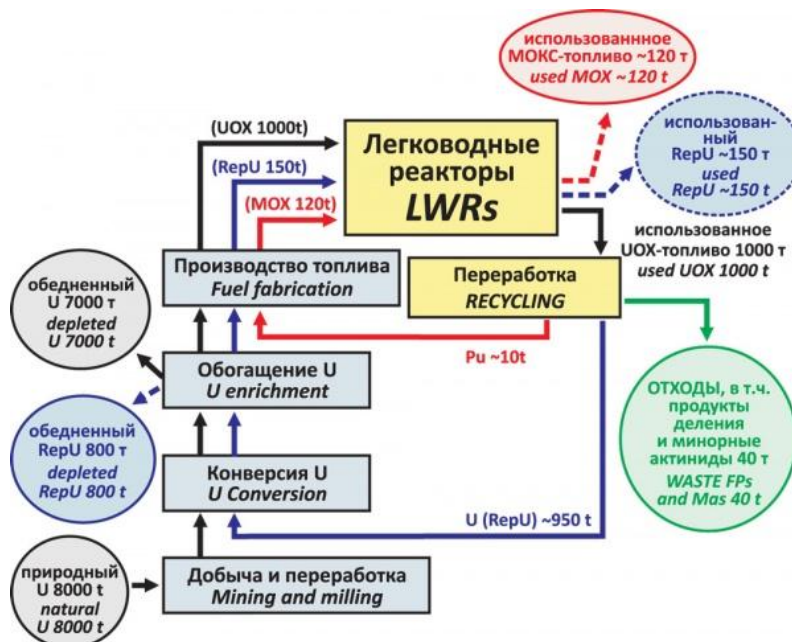 использованнное
МОКС-топливо ~120 т
used MOX ~120 t
(UOX 1000t)
Легководные
реакторы
LWRs
использован-
ный
RepU ~150 т
used
RepU ~150 t
(RepU 150t)
(MOX 120t)
использованное
UOX-топливо 1000 т
used UOX 1000 t
Производство топлива
Fuel fabrication
Переработка
RECYCLING
обедненный
U 7000 т
depleted
U 7000 t
Pu ~10t
Обогащение U
U enrichment
ОТХОДЫ, в т.ч.
продукты
деления
и минорные
актиниды 40 т
WASTE FPs
and Mas 40 t
обедненный
RepU 800 т
depleted
RepU 800 t
Конверсия U
U Conversion
U (RepU) ~950 t
природный
U 8000 t
natural
U 8000 t
Добыча и переработка
Mining and milling